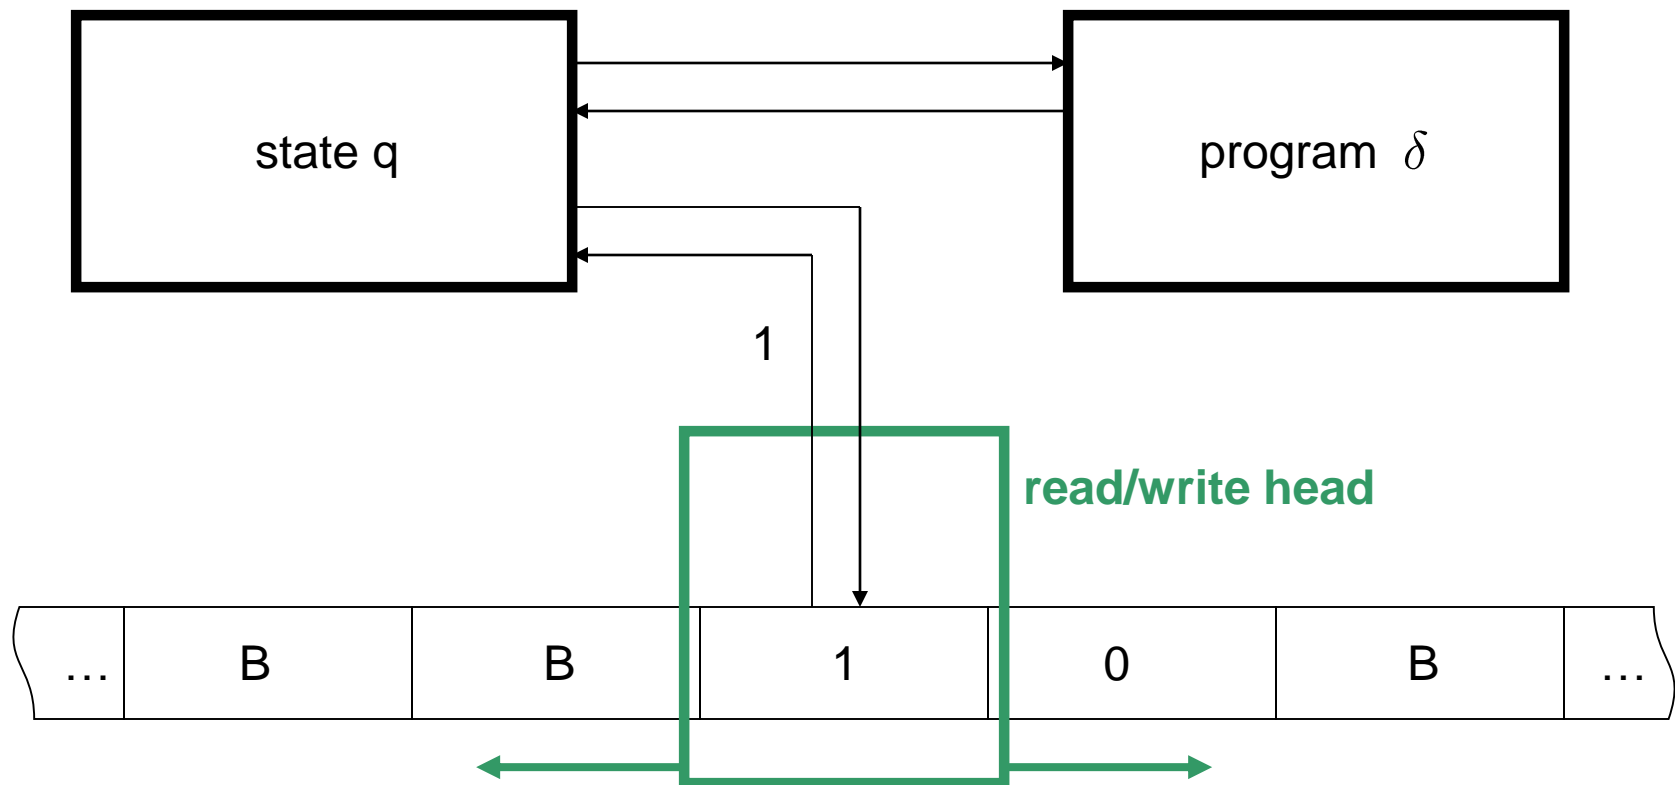 state q
program δ
1
read/write head
... B B 1 0 B ...